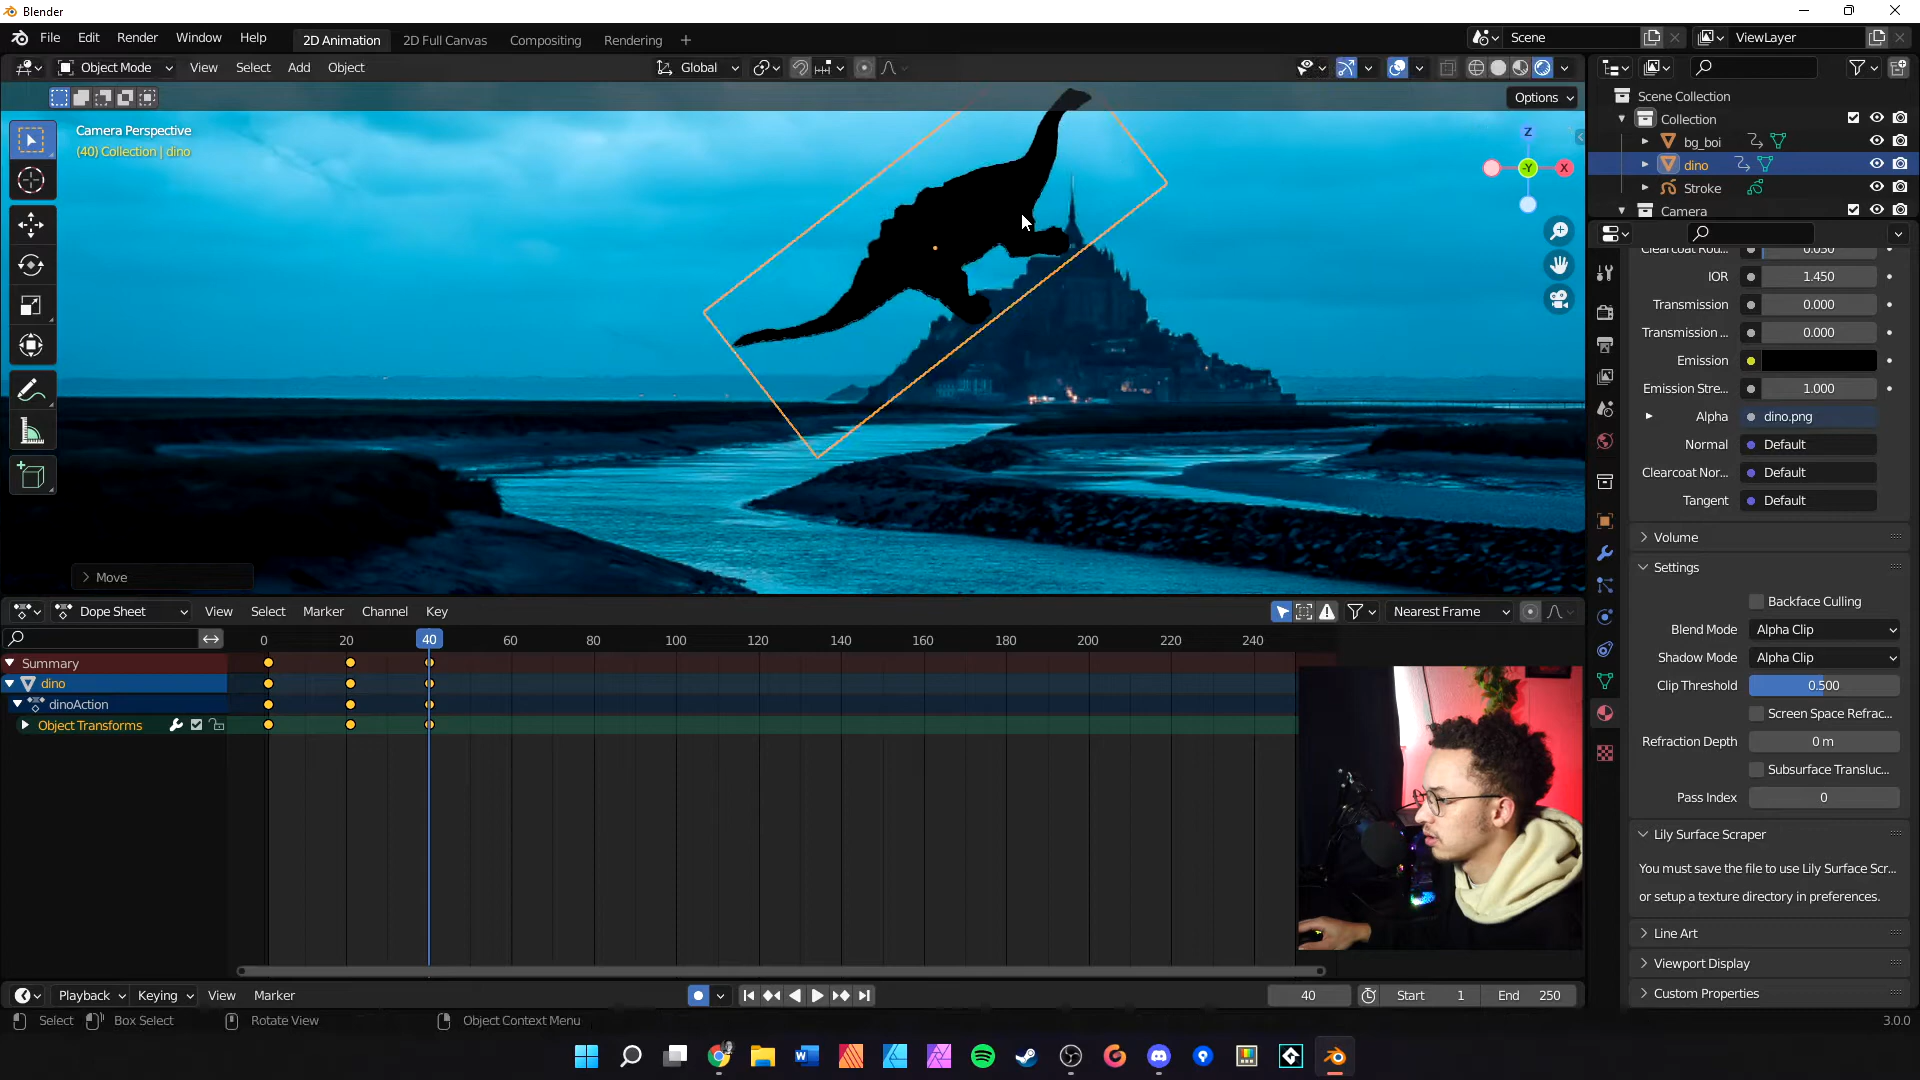 Blender
File Edit Render Window Help 2D Animation 2D Full Canvas Compositing Rendering + Scene ViewLayer
Object Mode View Select Add Object Global
Options
Camera Perspective
(40) Collection | dino
Z
-Y
X
Move
Scene Collection
Collection
bg_boi
dino
Stroke
Camera
Clearcoat Rou... 0.030
IOR 1.450
Transmission 0.000
Transmission ... 0.000
Emission
Emission Stre... 1.000
Alpha dino.png
Normal Default
Clearcoat Nor... Default
Tangent Default
Volume
Settings
Backface Culling
Blend Mode Alpha Clip
Shadow Mode Alpha Clip
Clip Threshold 0.500
Screen Space Refrac...
Refraction Depth 0 m
Subsurface Transluc...
Pass Index 0
Lily Surface Scraper
You must save the file to use Lily Surface Scr...
or setup a texture directory in preferences.
Line Art
Viewport Display
Custom Properties
Dope Sheet View Select Marker Channel Key Nearest Frame
0 20 40 60 80 100 120 140 160 180 200 220 240
Summary
dino
dinoAction
Object Transforms
Playback Keying View Marker 40 Start 1 End 250
Select Box Select Rotate View Object Context Menu 3.0.0